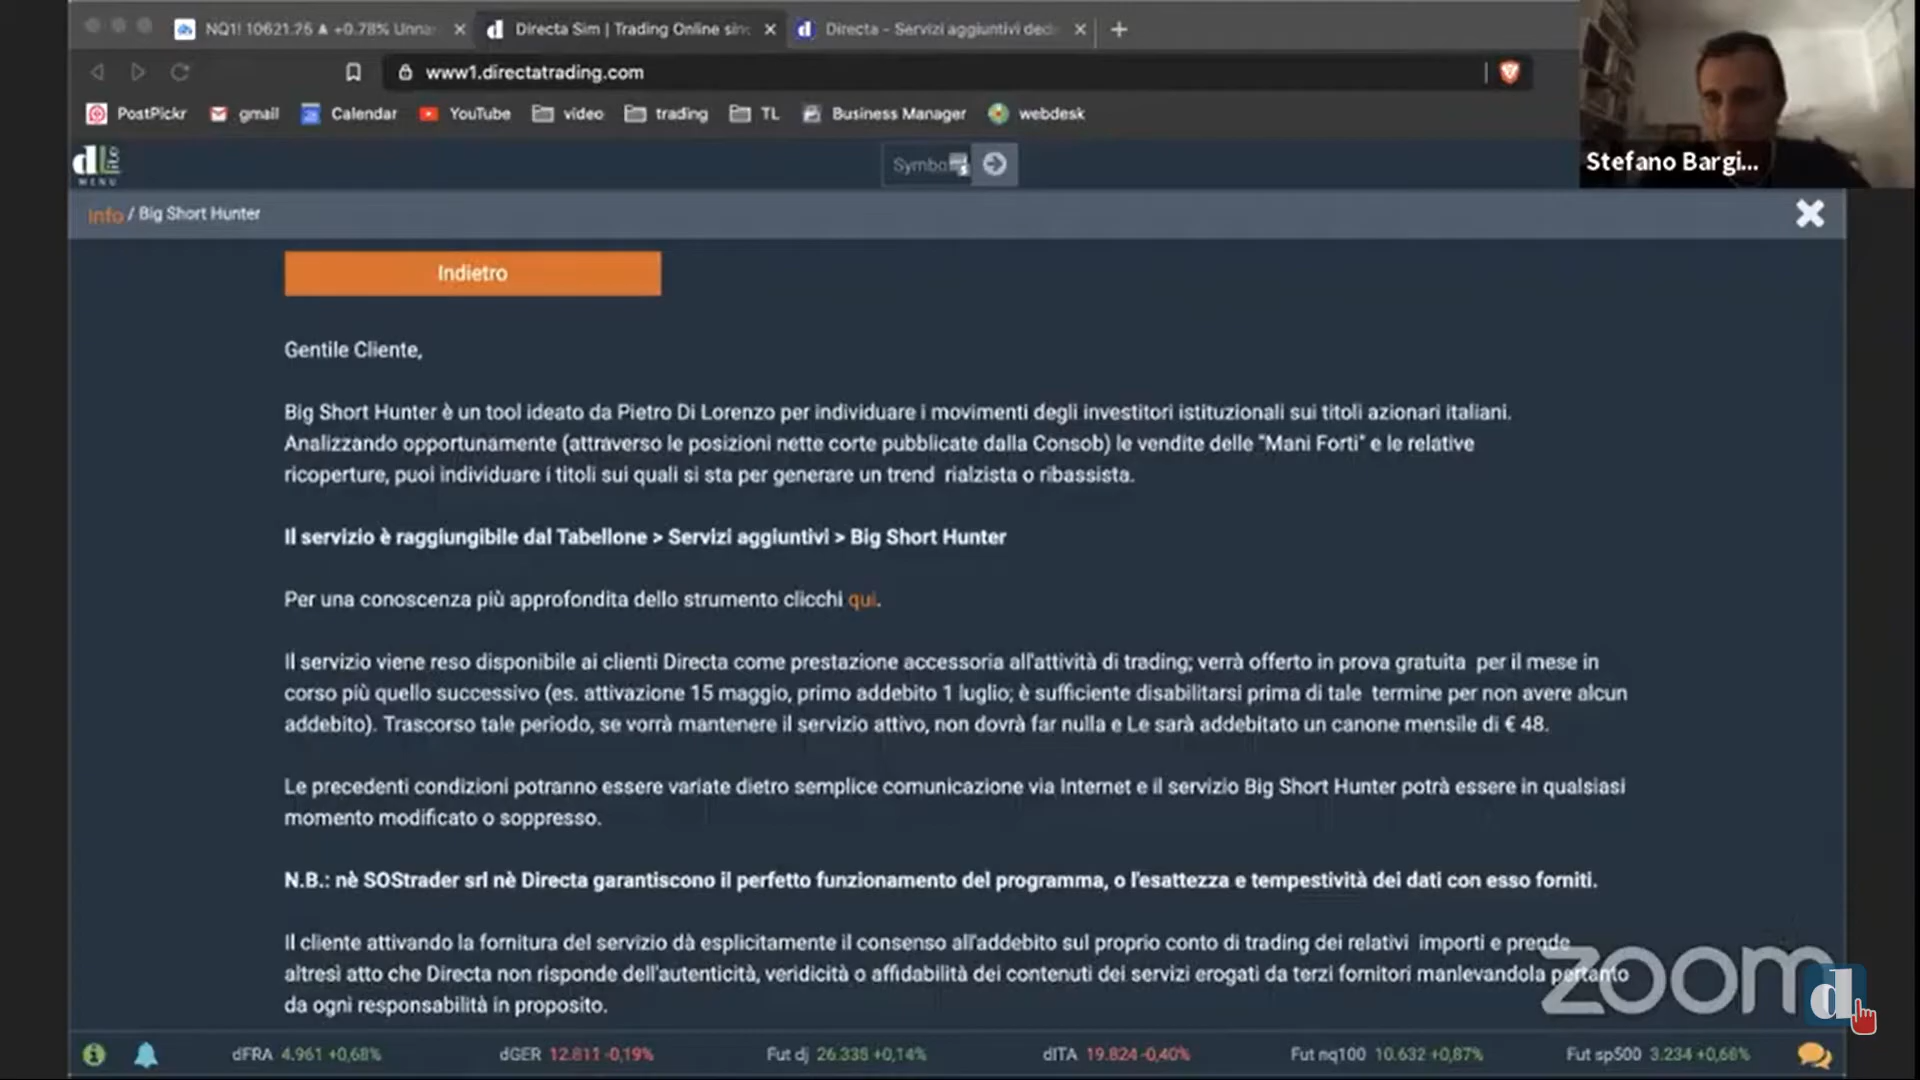 NQ1! 10621.75 ▲ +0.78% Unna
Directa Sim | Trading Online sinc
Directa - Servizi aggiuntivi dedi
www1.directatrading.com
PostPickr
gmail
Calendar
YouTube
video
trading
TL
Business Manager
webdesk
Stefano Bargi...
dLite
MENU
Symbo
info / Big Short Hunter
Indietro
Gentile Cliente,
Big Short Hunter è un tool ideato da Pietro Di Lorenzo per individuare i movimenti degli investitori istituzionali sui titoli azionari italiani.
Analizzando opportunamente (attraverso le posizioni nette corte pubblicate dalla Consob) le vendite delle "Mani Forti" e le relative
ricoperture, puoi individuare i titoli sui quali si sta per generare un trend rialzista o ribassista.
Il servizio è raggiungibile dal Tabellone > Servizi aggiuntivi > Big Short Hunter
Per una conoscenza più approfondita dello strumento clicchi qui.
Il servizio viene reso disponibile ai clienti Directa come prestazione accessoria all'attività di trading; verrà offerto in prova gratuita per il mese in
corso più quello successivo (es. attivazione 15 maggio, primo addebito 1 luglio; è sufficiente disabilitarsi prima di tale termine per non avere alcun
addebito). Trascorso tale periodo, se vorrà mantenere il servizio attivo, non dovrà far nulla e Le sarà addebitato un canone mensile di € 48.
Le precedenti condizioni potranno essere variate dietro semplice comunicazione via Internet e il servizio Big Short Hunter potrà essere in qualsiasi
momento modificato o soppresso.
N.B.: nè SOStrader srl nè Directa garantiscono il perfetto funzionamento del programma, o l'esattezza e tempestività dei dati con esso forniti.
Il cliente attivando la fornitura del servizio dà esplicitamente il consenso all'addebito sul proprio conto di trading dei relativi importi e prende
altresì atto che Directa non risponde dell'autenticità, veridicità o affidabilità dei contenuti dei servizi erogati da terzi fornitori manlevandola pertanto
da ogni responsabilità in proposito.
zoom
d
dFRA 4.961 +0,68%
dGER 12.811 -0,19%
Fut dj 26.338 +0,14%
dITA 19.824 -0,40%
Fut nq100 10.632 +0,87%
Fut sp500 3.234 +0,66%